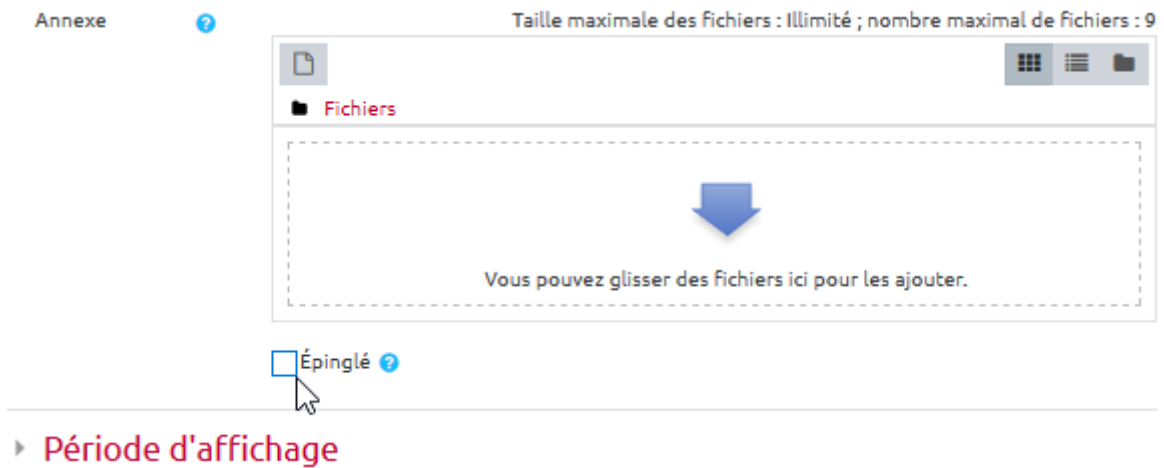 Annexe
Taille maximale des fichiers : Illimité ; nombre maximal de fichiers : 9
Fichiers
Vous pouvez glisser des fichiers ici pour les ajouter.
Épinglé
Période d'affichage